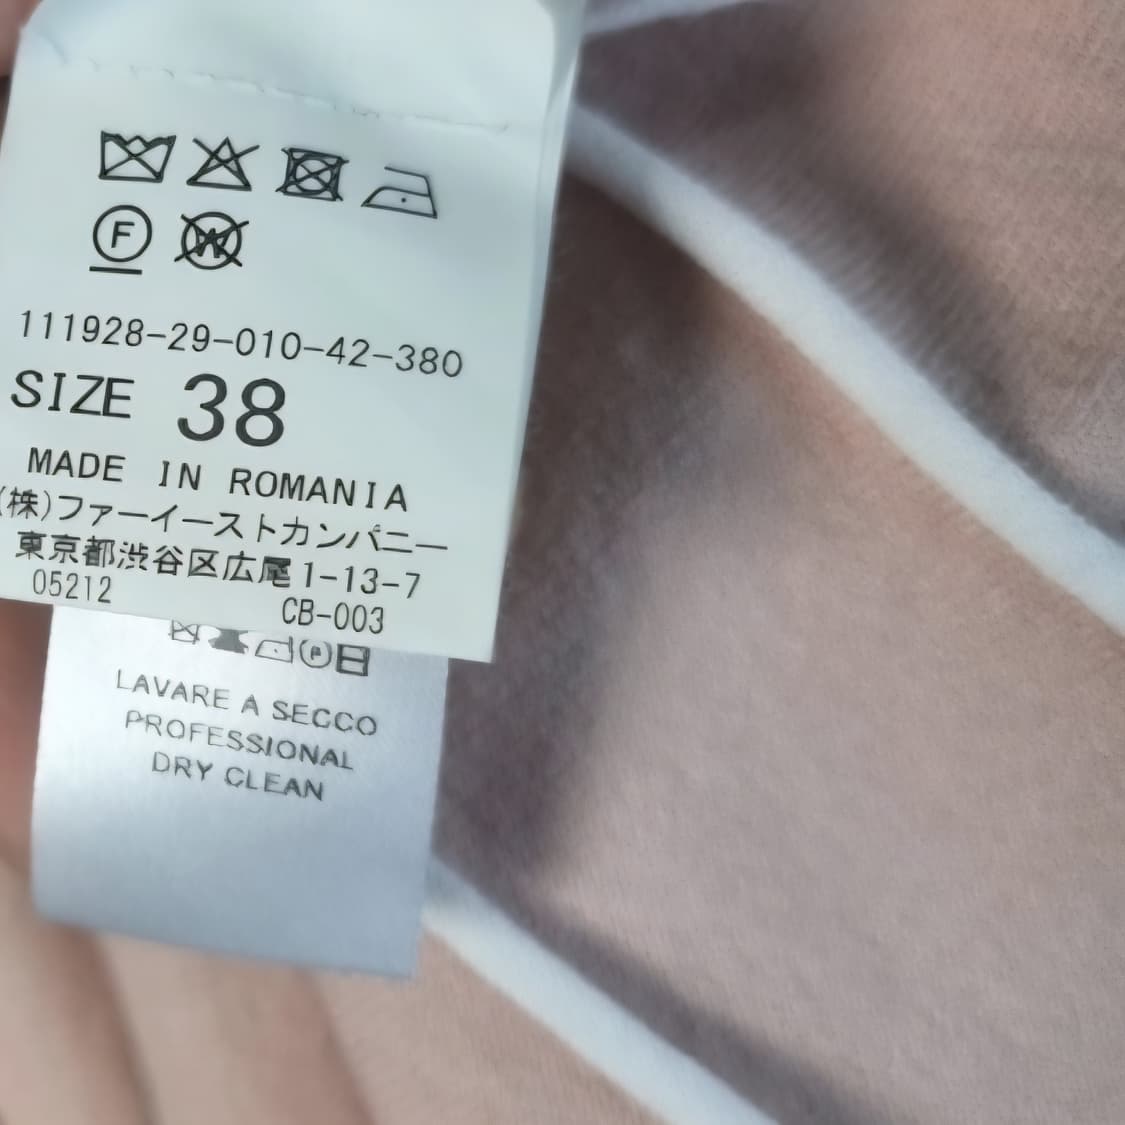 F
W
111928-29-010-42-380
SIZE 38
MADE IN ROMANIA
(株)ファーイーストカンパニー
東京都渋谷区広尾1-13-7
05212 CB-003
P
LAVARE A SECCO
PROFESSIONAL
DRY CLEAN